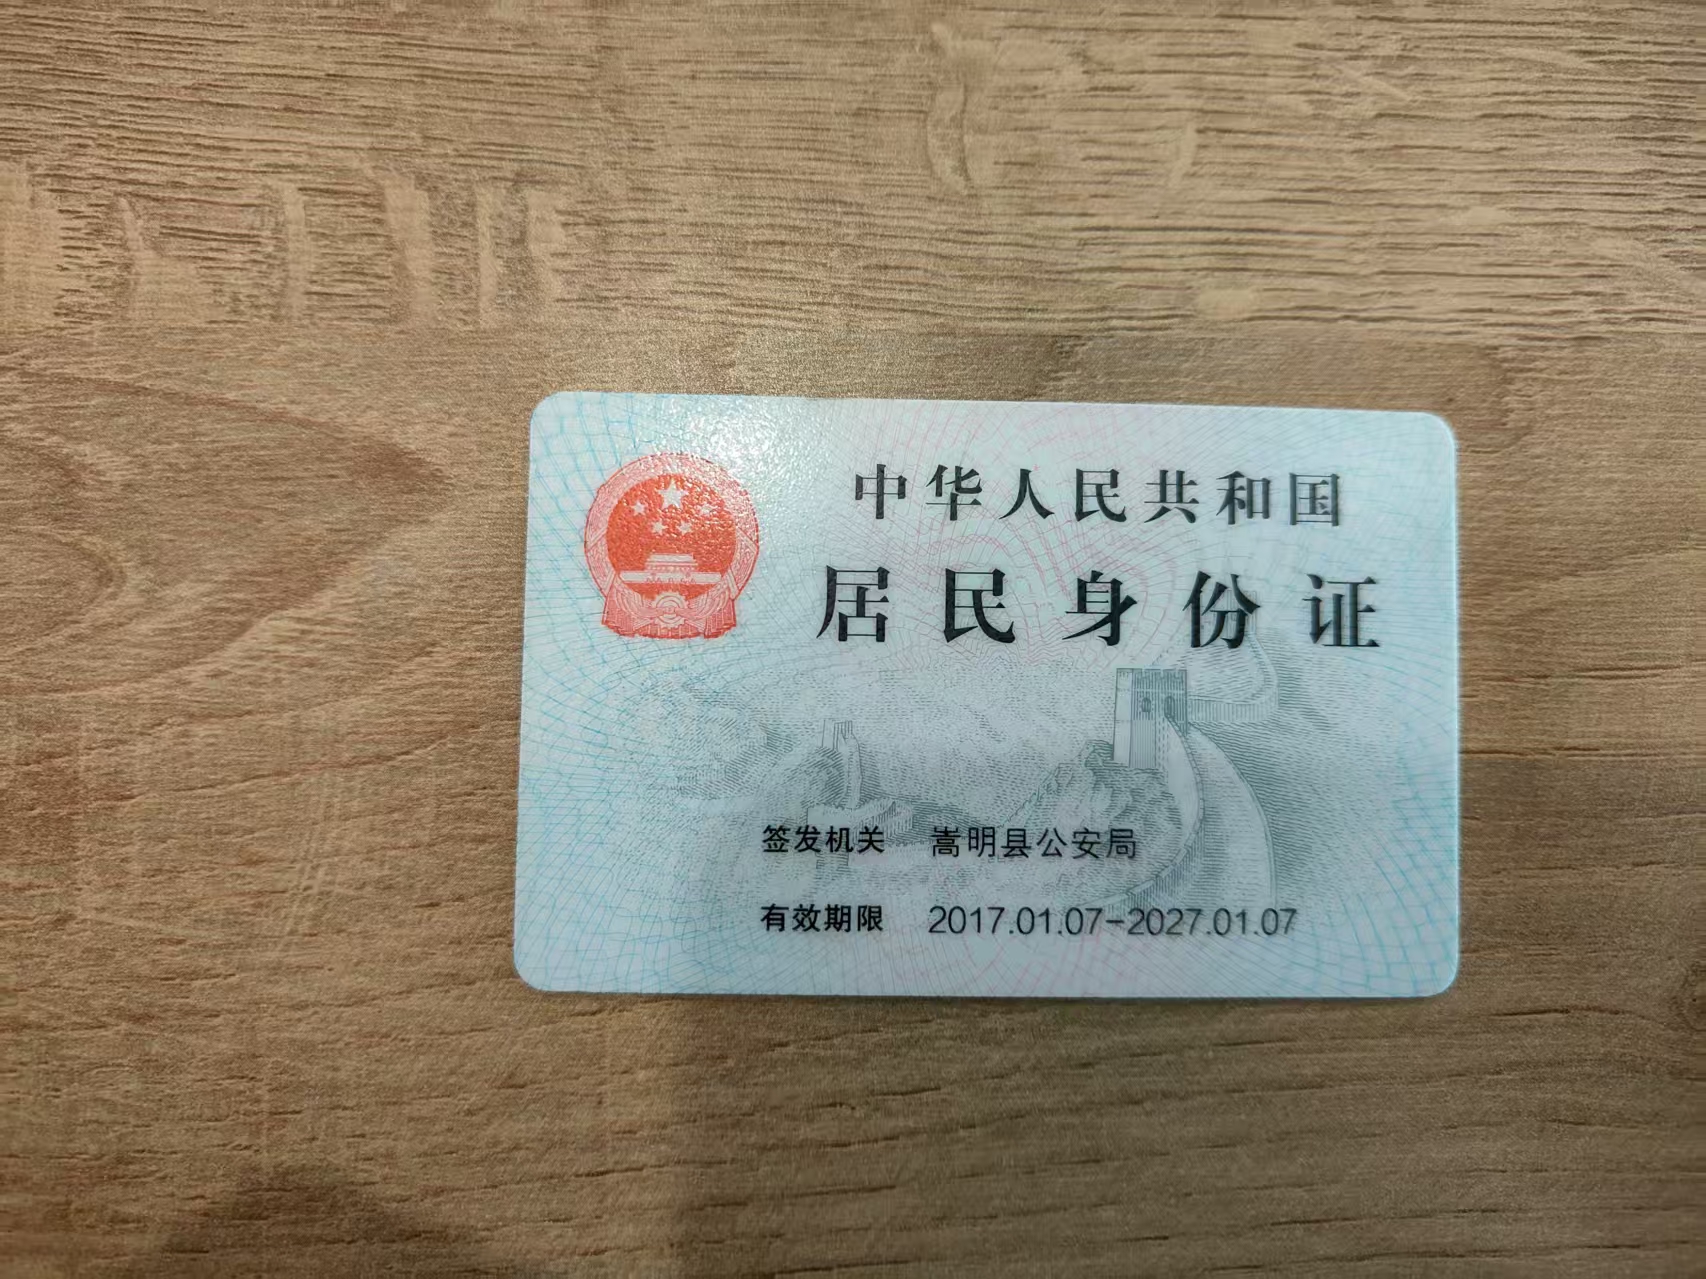 中华人民共和国
居民身份证
签发机关 嵩明县公安局
有效期限 2017.01.07-2027.01.07